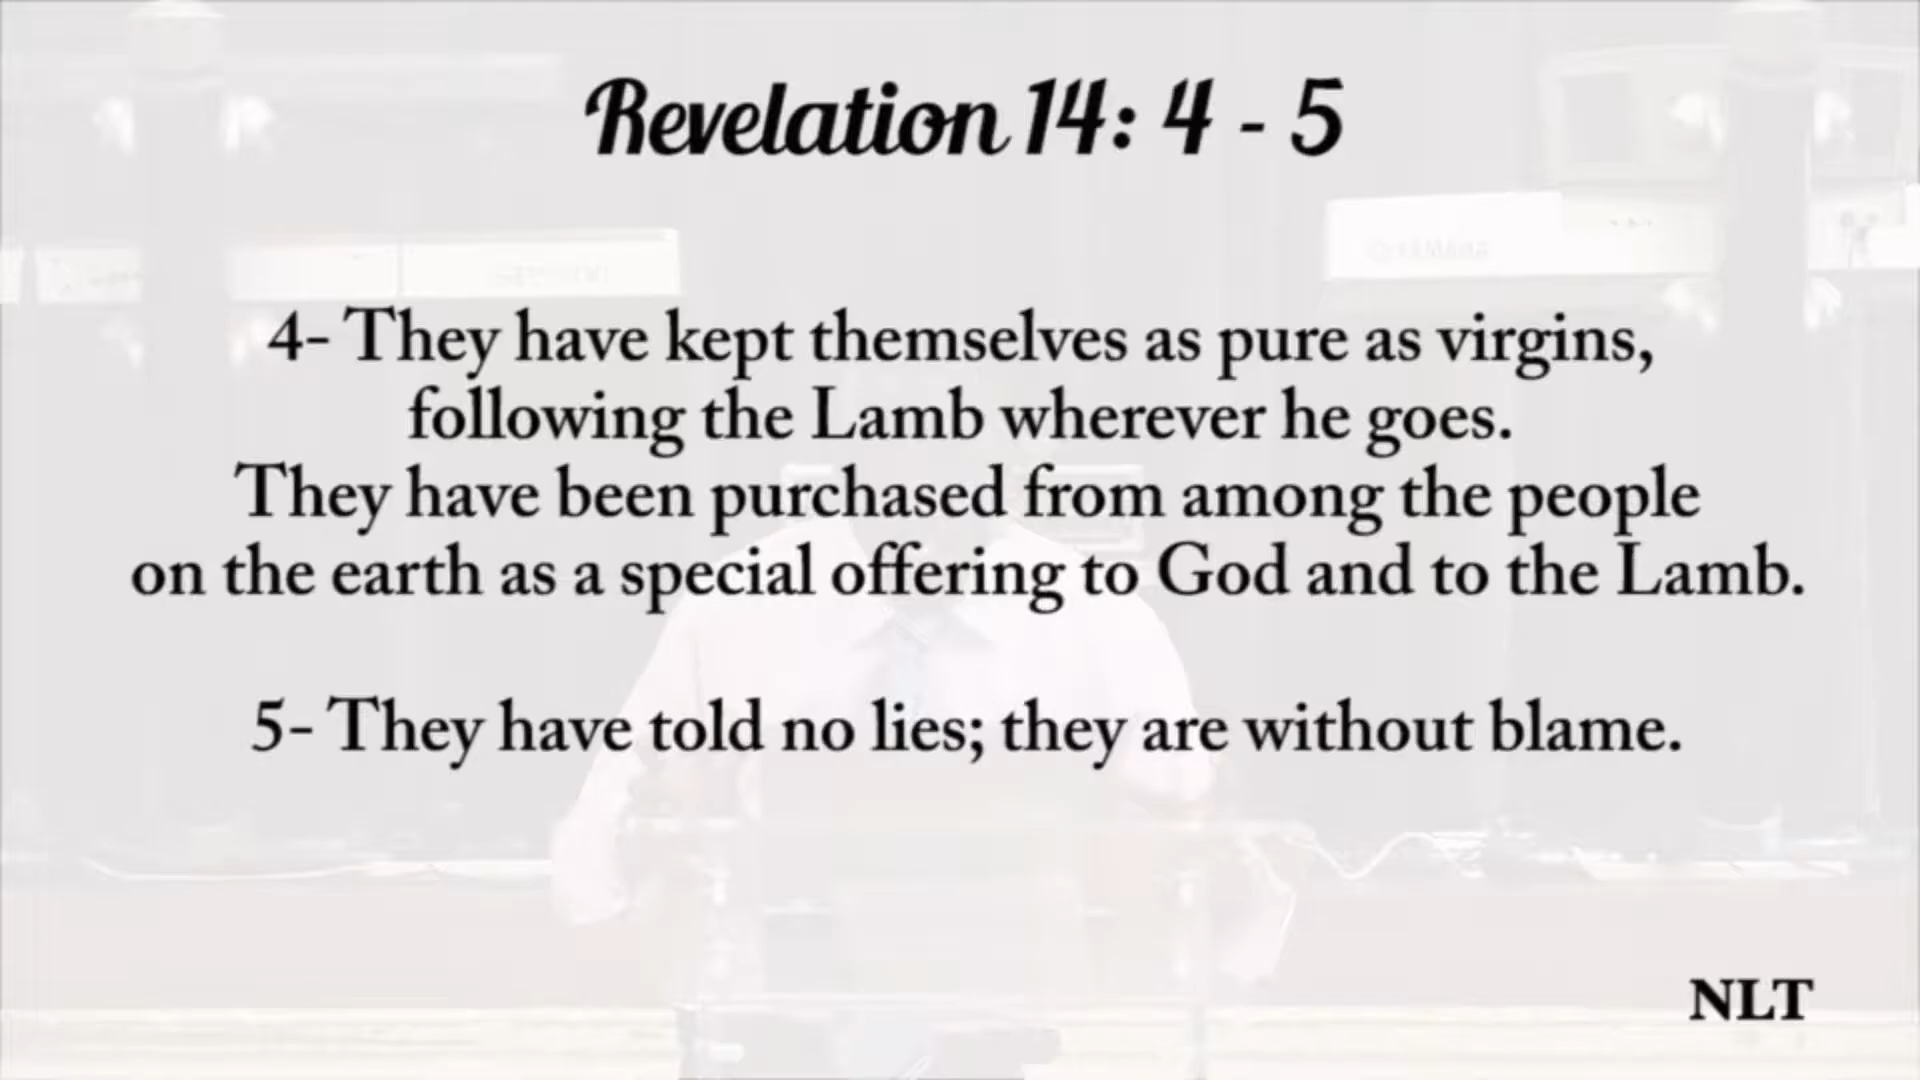 Revelation 14: 4 - 5
4- They have kept themselves as pure as virgins,
following the Lamb wherever he goes.
They have been purchased from among the people
on the earth as a special offering to God and to the Lamb.
5- They have told no lies; they are without blame.
NLT